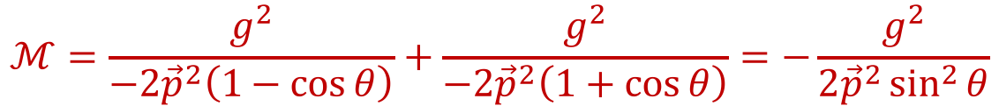 ℳ = g²/(−2p⃗²(1 − cos θ)) + g²/(−2p⃗²(1 + cos θ)) = − g²/(2p⃗² sin² θ)